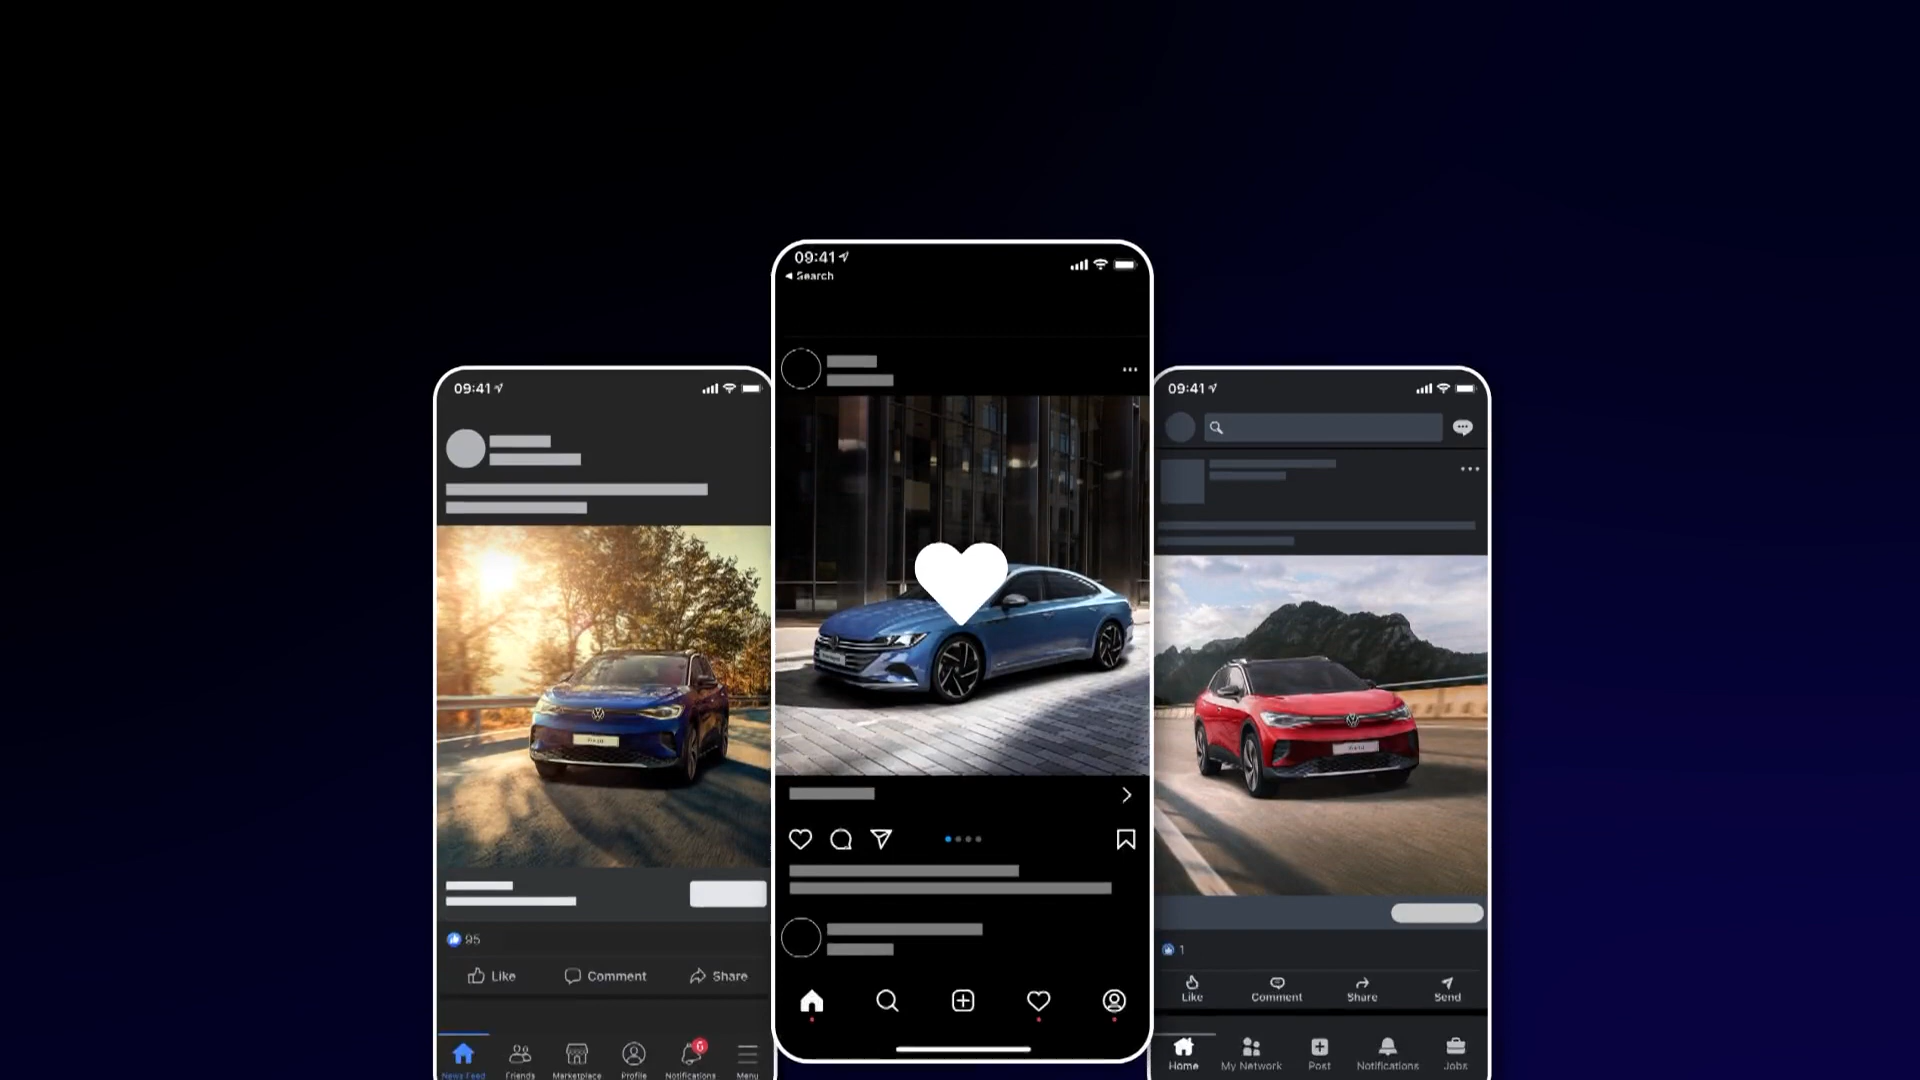 09:41
Search
09:41
95
Like Comment Share
News Feed Friends Marketplace Profile Notifications Menu
6
09:41
1
Like Comment Share Send
Home My Network Post Notifications Jobs